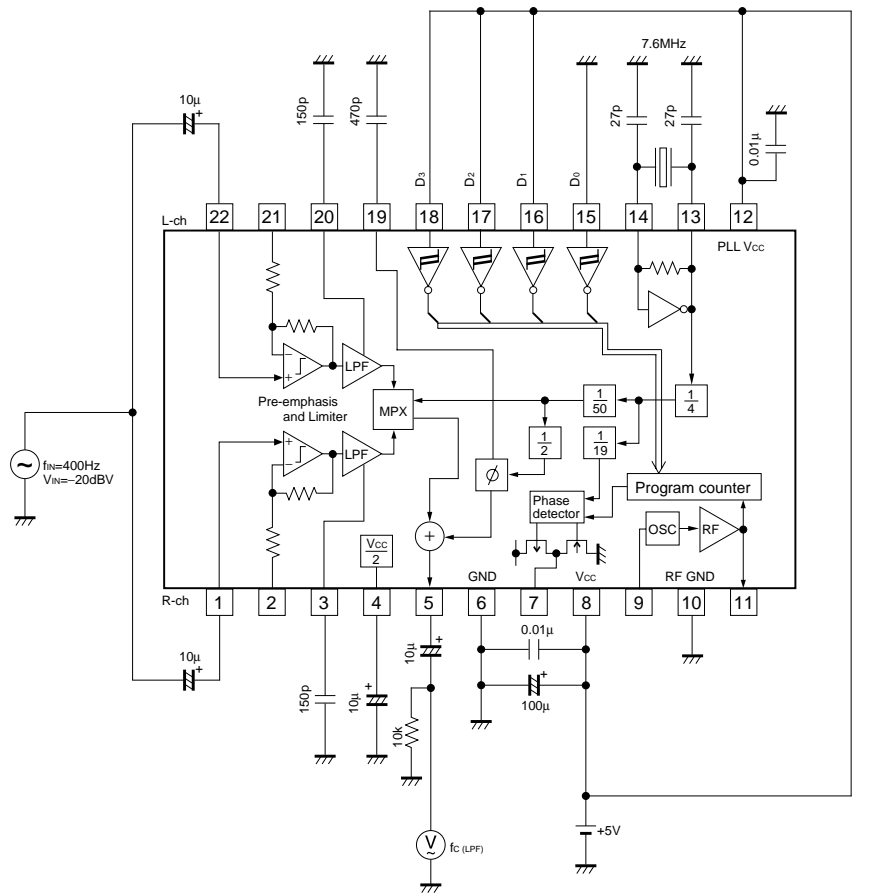 7.6MHz
10μ
+
150p
470p
27p
27p
0.01μ
D3
D2
D1
D0
L-ch
22
21
20
19
18
17
16
15
14
13
12
PLL VCC
−
+
LPF
Pre-emphasis
and Limiter
MPX
1
50
1
4
1
2
1
19
fIN=400Hz
VIN=−20dBV
+
−
LPF
φ
Program counter
Phase
detector
OSC
RF
+
VCC
2
GND
VCC
RF GND
R-ch
1
2
3
4
5
6
7
8
9
10
11
10μ
+
150p
10μ
+
10μ
+
10k
0.01μ
+
100μ
+5V
V
fC (LPF)